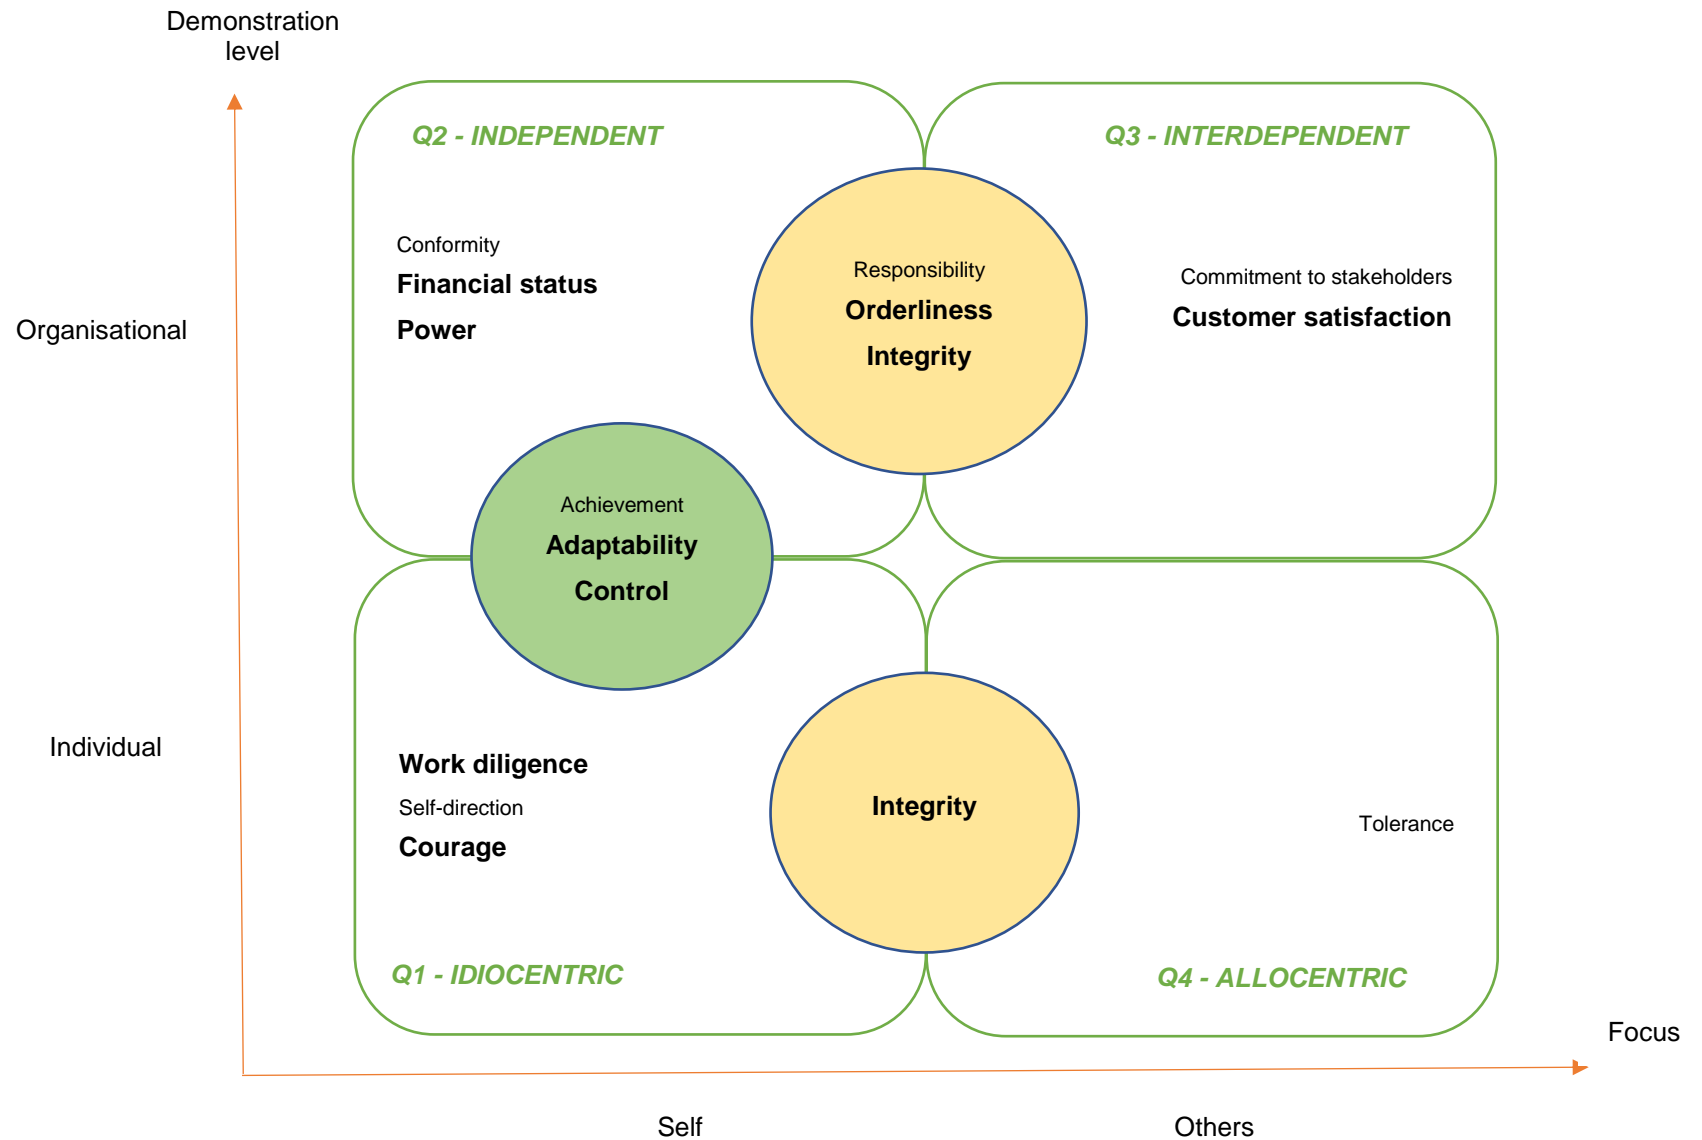 Demonstration
level
Q2 - INDEPENDENT
Q3 - INTERDEPENDENT
Conformity
Financial status
Power
Responsibility
Orderliness
Integrity
Commitment to stakeholders
Customer satisfaction
Organisational
Achievement
Adaptability
Control
Individual
Work diligence
Self-direction
Courage
Integrity
Tolerance
Q1 - IDIOCENTRIC
Q4 - ALLOCENTRIC
Focus
Self
Others